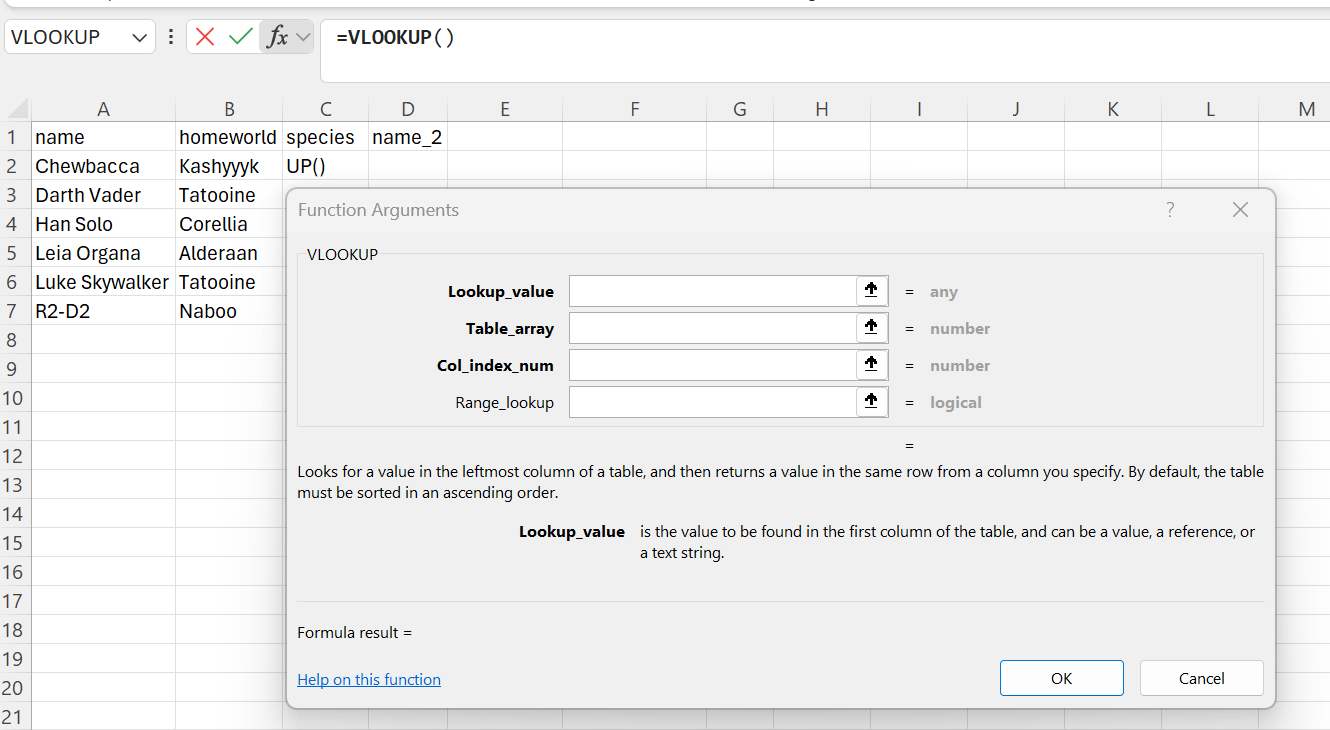 VLOOKUP
fx
=VLOOKUP()
A B C D E F G H I J K L M
1 name homeworld species name_2
2 Chewbacca Kashyyyk UP()
3 Darth Vader Tatooine
4 Han Solo Corellia
5 Leia Organa Alderaan
6 Luke Skywalker Tatooine
7 R2-D2 Naboo
8
9
10
11
12
13
14
15
16
17
18
19
20
21
Function Arguments ?
VLOOKUP
Lookup_value = any
Table_array = number
Col_index_num = number
Range_lookup = logical
=
Looks for a value in the leftmost column of a table, and then returns a value in the same row from a column you specify. By default, the table
must be sorted in an ascending order.
Lookup_value is the value to be found in the first column of the table, and can be a value, a reference, or
a text string.
Formula result =
Help on this function
OK Cancel